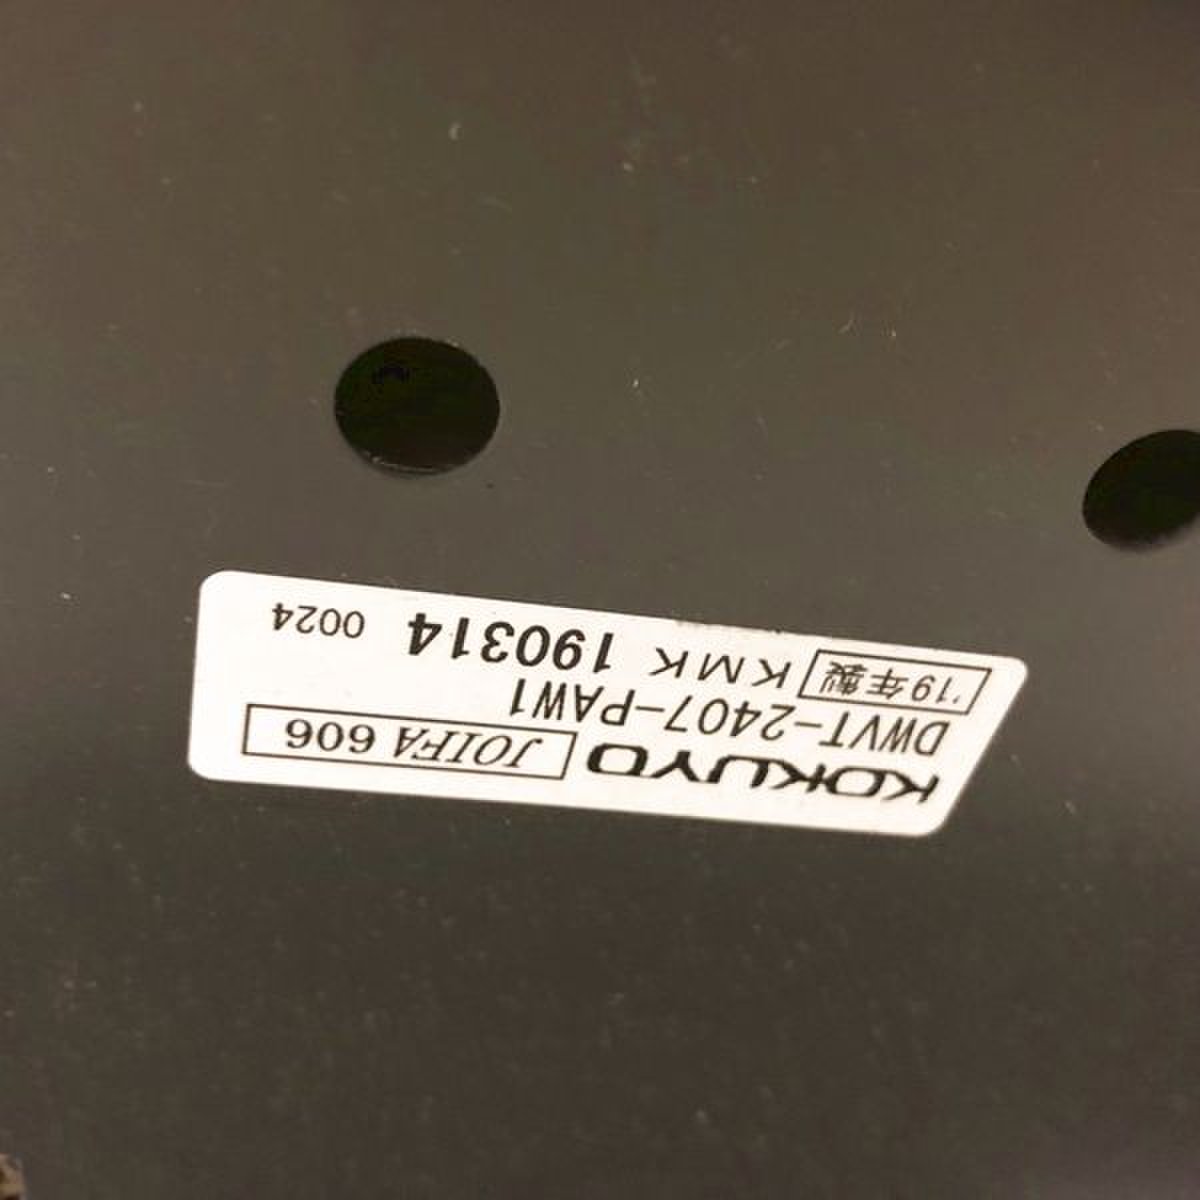 KOKUYO JOIFA 606
DWVT-2407-PAW1
'19年製 KMK 190314 0024